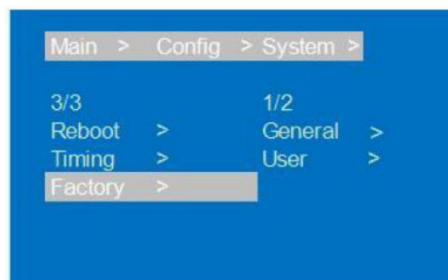 Main > Config > System >
3/3 1/2
Reboot > General >
Timing > User >
Factory >